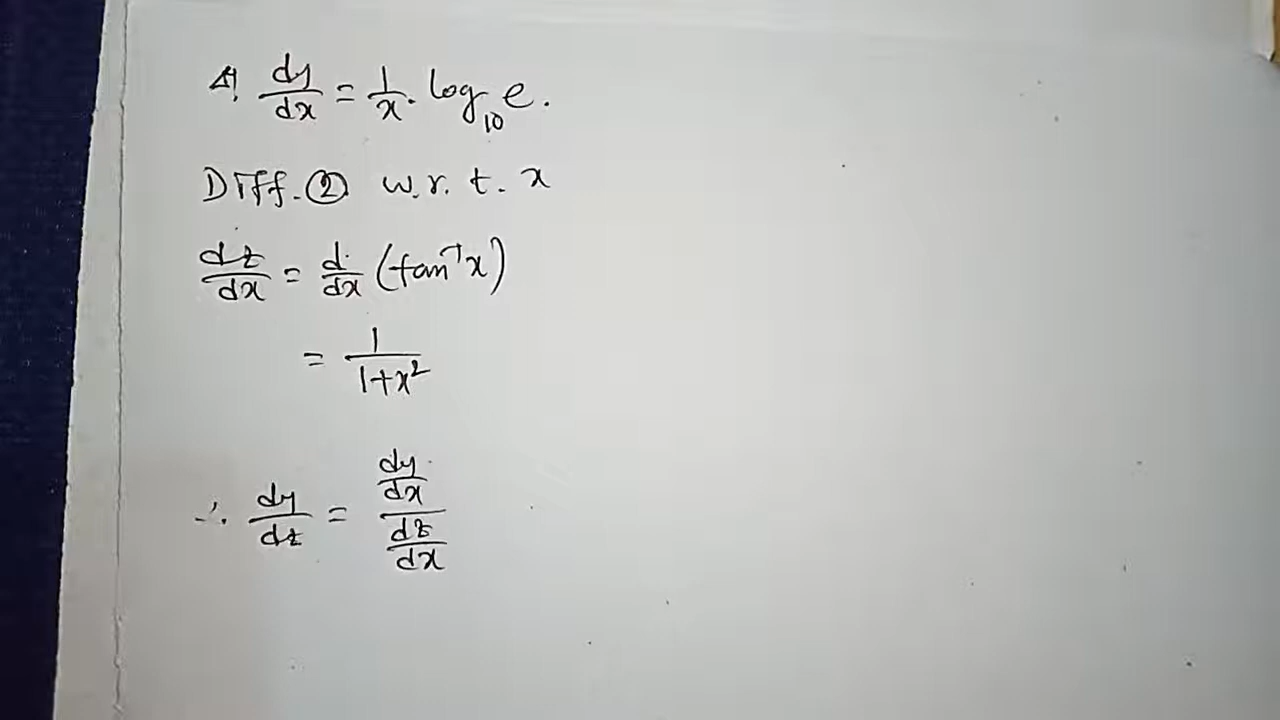 dy/dx = 1/x . log₁₀ e .
Diff. ② w.r. t. x
dz/dx = d/dx (tan⁻¹x)
= 1/(1+x²)
∴ dy/dz = (dy/dx)/(dz/dx)